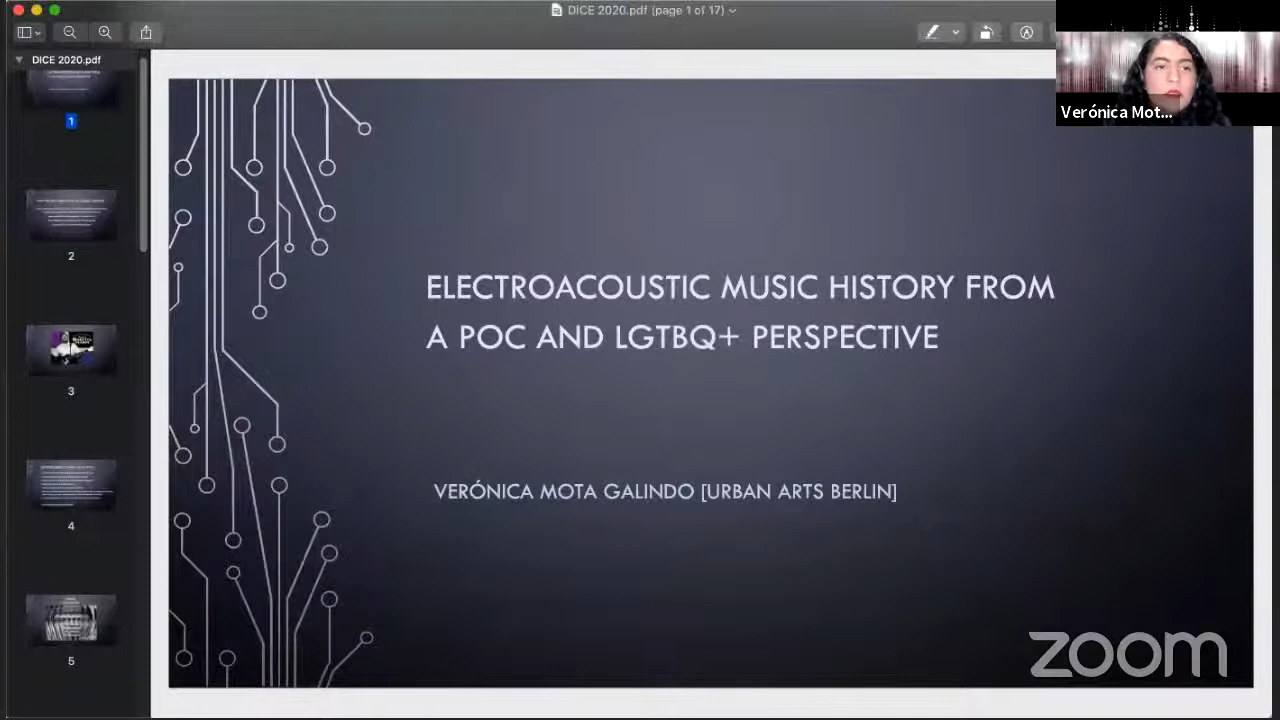 DICE 2020.pdf (page 1 of 17)
DICE 2020.pdf
1
2
3
4
5
Verónica Mot...
ELECTROACOUSTIC MUSIC HISTORY FROM
A POC AND LGTBQ+ PERSPECTIVE
VERÓNICA MOTA GALINDO [URBAN ARTS BERLIN]
zoom